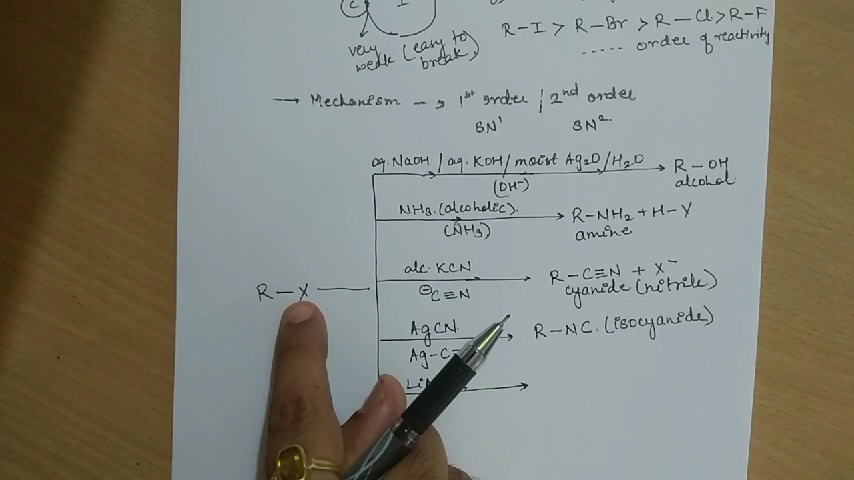 C
R-I > R-Br > R-Cl > R-F
very weak (easy to break)
..... order of reactivity
→ Mechanism → 1st order / 2nd order
SN1 SN2
aq. NaOH / aq. KOH / moist Ag2O / H2O → R-OH
(OH-) alcohol
NH3 (alcoholic) → R-NH2 + H-X
(NH3) amine
alc. KCN → R-C≡N + X-
⊖C≡N cyanide (nitrile)
R-X
AgCN → R-NC. (isocyanide)
Ag-C